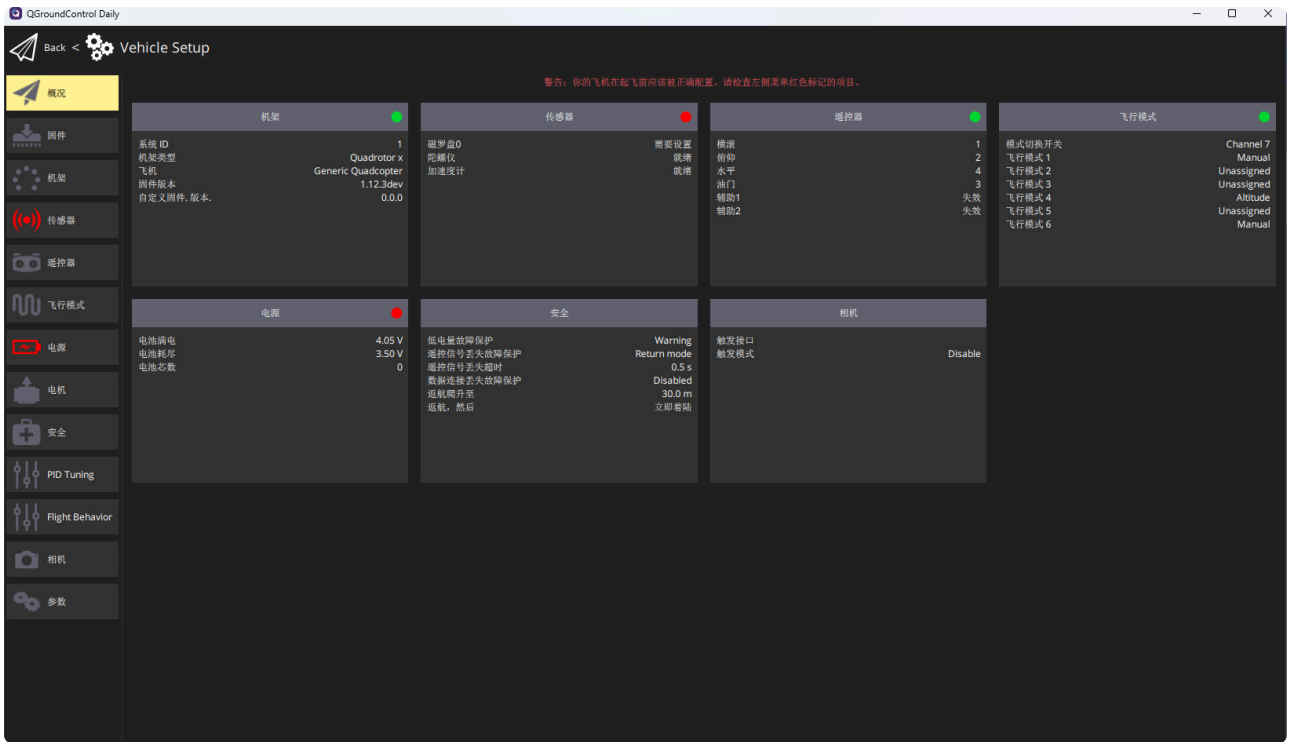 QGroundControl Daily
Back < Vehicle Setup
警告：你的飞机在起飞前应该被正确配置。请检查左侧菜单红色标记的项目。
概况
固件
机架
传感器
遥控器
飞行模式
电源
电机
安全
PID Tuning
Flight Behavior
相机
参数
机架
系统 ID 1
机架类型 Quadrotor x
飞机 Generic Quadcopter
固件版本 1.12.3dev
自定义固件. 版本. 0.0.0
传感器
磁罗盘0 需要设置
陀螺仪 就绪
加速度计 就绪
遥控器
横滚 1
俯仰 2
水平 4
油门 3
辅助1 失效
辅助2 失效
飞行模式
模式切换开关 Channel 7
飞行模式 1 Manual
飞行模式 2 Unassigned
飞行模式 3 Unassigned
飞行模式 4 Altitude
飞行模式 5 Unassigned
飞行模式 6 Manual
电源
电池满电 4.05 V
电池耗尽 3.50 V
电池芯数 0
安全
低电量故障保护 Warning
遥控信号丢失故障保护 Return mode
遥控信号丢失超时 0.5 s
数据连接丢失故障保护 Disabled
返航爬升至 30.0 m
返航，然后 立即着陆
相机
触发接口
触发模式 Disable